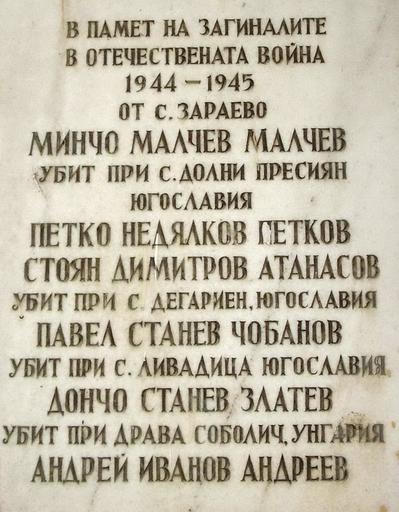 В ПАМЕТ НА ЗАГИНАЛИТЕ
В ОТЕЧЕСТВЕНАТА ВОЙНА
1944 – 1945
ОТ С. ЗАРАЕВО
МИНЧО МАЛЧЕВ МАЛЧЕВ
УБИТ ПРИ С. ДОЛНИ ПРЕСИЯН
ЮГОСЛАВИЯ
ПЕТКО НЕДЯЛКОВ ПЕТКОВ
СТОЯН ДИМИТРОВ АТАНАСОВ
УБИТ ПРИ С. ДЕГАРИЕН, ЮГОСЛАВИЯ
ПАВЕЛ СТАНЕВ ЧОБАНОВ
УБИТ ПРИ С. ЛИВАДИЦА ЮГОСЛАВИЯ
ДОНЧО СТАНЕВ ЗЛАТЕВ
УБИТ ПРИ ДРАВА СОБОЛИЧ, УНГАРИЯ
АНДРЕЙ ИВАНОВ АНДРЕЕВ